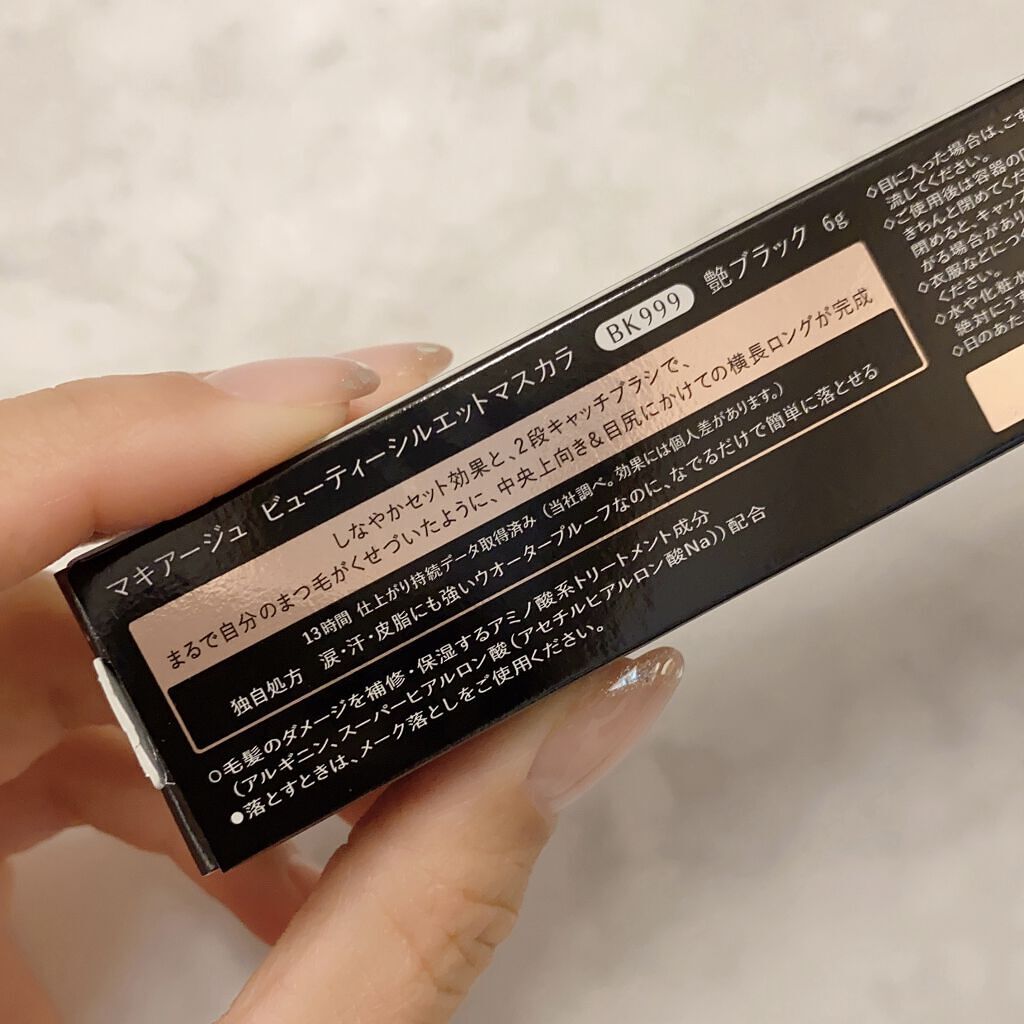 マキアージュ ビューティーシルエットマスカラ BK999 艶ブラック 6g
しなやかセット効果と、2段キャッチブラシで、
まるで自分のまつ毛がくせづいたように、中央上向き&目尻にかけての横長ロングが完成
13時間 仕上がり持続データ取得済み（当社調べ。効果には個人差があります。）
独自処方 涙・汗・皮脂にも強いウオータープルーフなのに、なでるだけで簡単に落とせる
○毛髪のダメージを補修・保湿するアミノ酸系トリートメント成分
（アルギニン、スーパーヒアルロン酸（アセチルヒアルロン酸Na））配合
●落とすときは、メーク落としをご使用ください。
◇目に入った場合は、こす
流してください。
◇ご使用後は容器の口
きちんと閉めてくだ
閉めると、キャップ
がる場合があり
◇衣服などにつく
ください。
◇水や化粧水
絶対にうす
◇日のあた